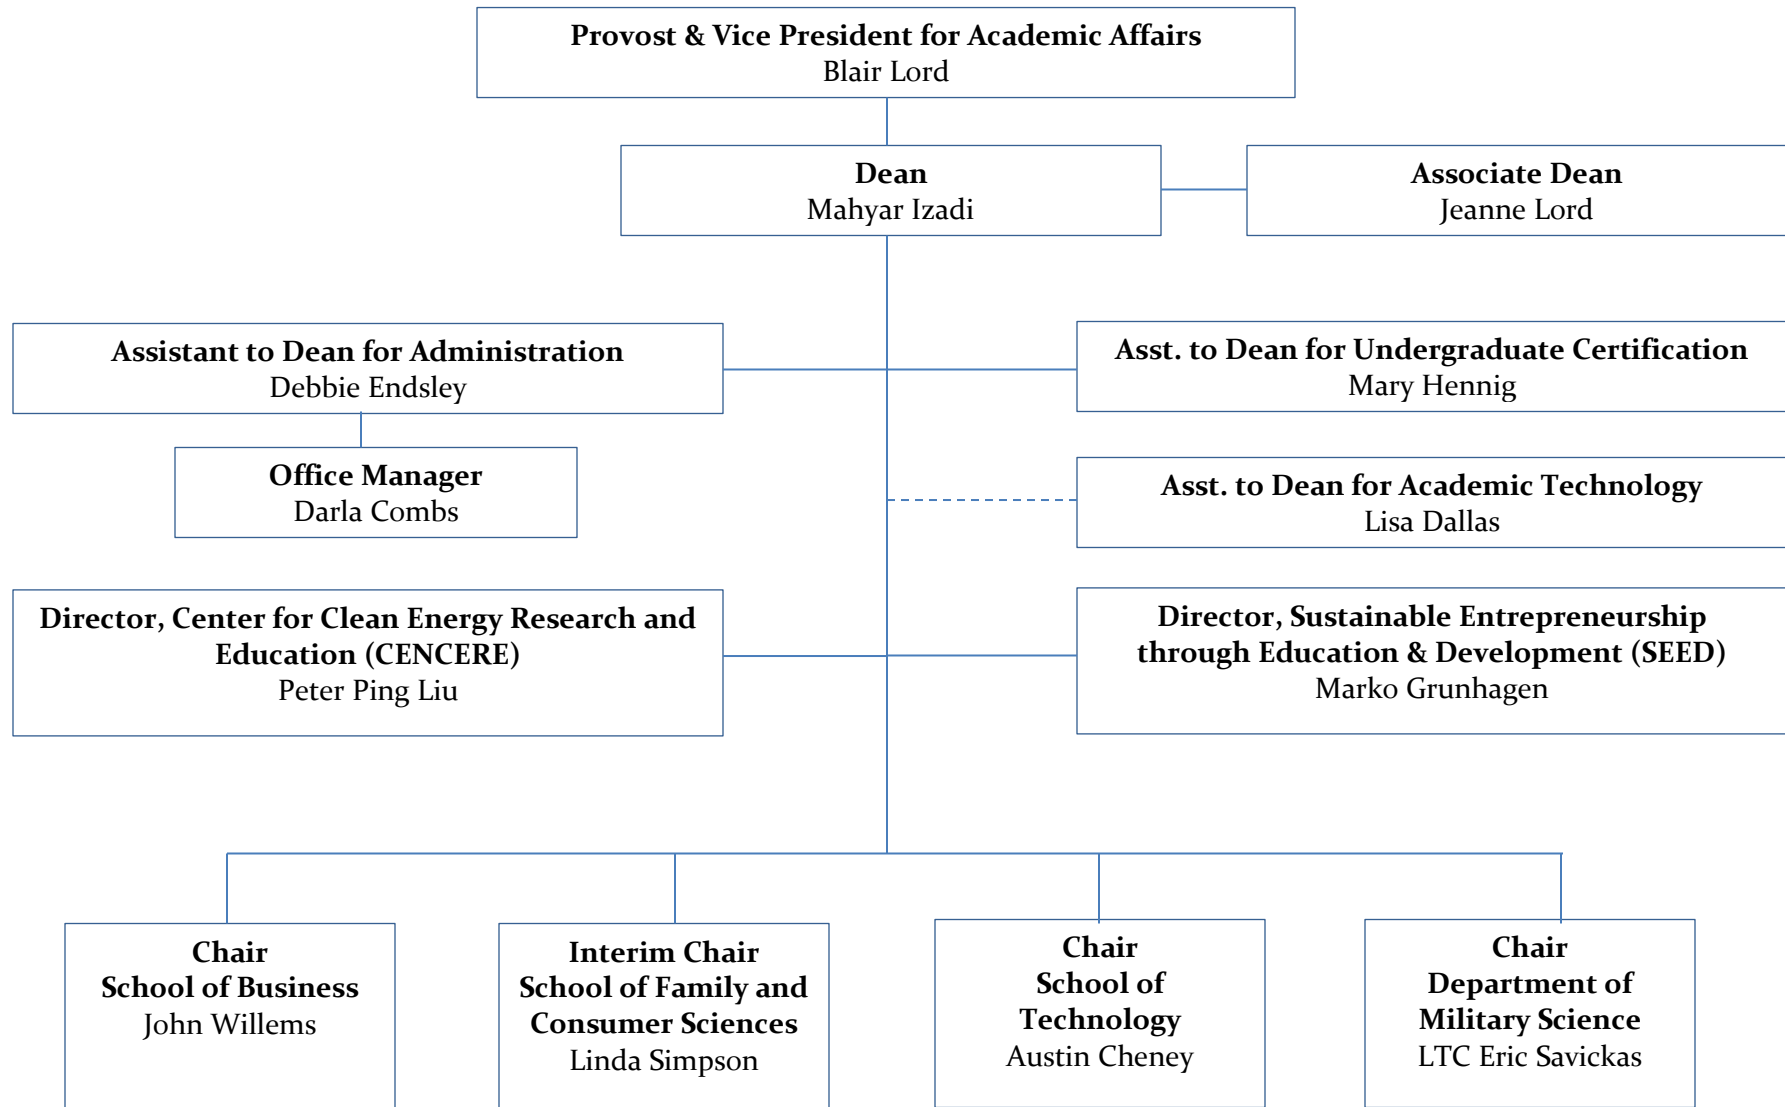 Provost & Vice President for Academic Affairs
Blair Lord
Dean
Mahyar Izadi
Associate Dean
Jeanne Lord
Assistant to Dean for Administration
Debbie Endsley
Asst. to Dean for Undergraduate Certification
Mary Hennig
Office Manager
Darla Combs
Asst. to Dean for Academic Technology
Lisa Dallas
Director, Center for Clean Energy Research and
Education (CENCERE)
Peter Ping Liu
Director, Sustainable Entrepreneurship
through Education & Development (SEED)
Marko Grunhagen
Chair
School of Business
John Willems
Interim Chair
School of Family and
Consumer Sciences
Linda Simpson
Chair
School of
Technology
Austin Cheney
Chair
Department of
Military Science
LTC Eric Savickas